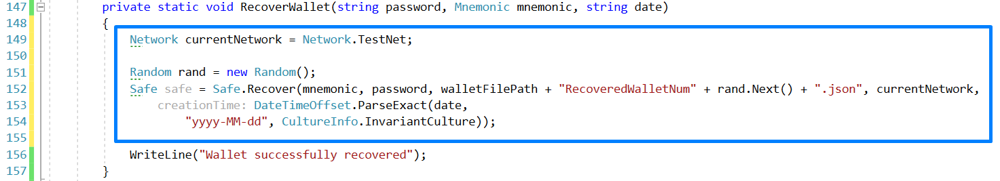 147 private static void RecoverWallet(string password, Mnemonic mnemonic, string date)
148 {
149 Network currentNetwork = Network.TestNet;
150
151 Random rand = new Random();
152 Safe safe = Safe.Recover(mnemonic, password, walletFilePath + "RecoveredWalletNum" + rand.Next() + ".json", currentNetwork,
153 creationTime: DateTimeOffset.ParseExact(date,
154 "yyyy-MM-dd", CultureInfo.InvariantCulture));
155
156 WriteLine("Wallet successfully recovered");
157 }